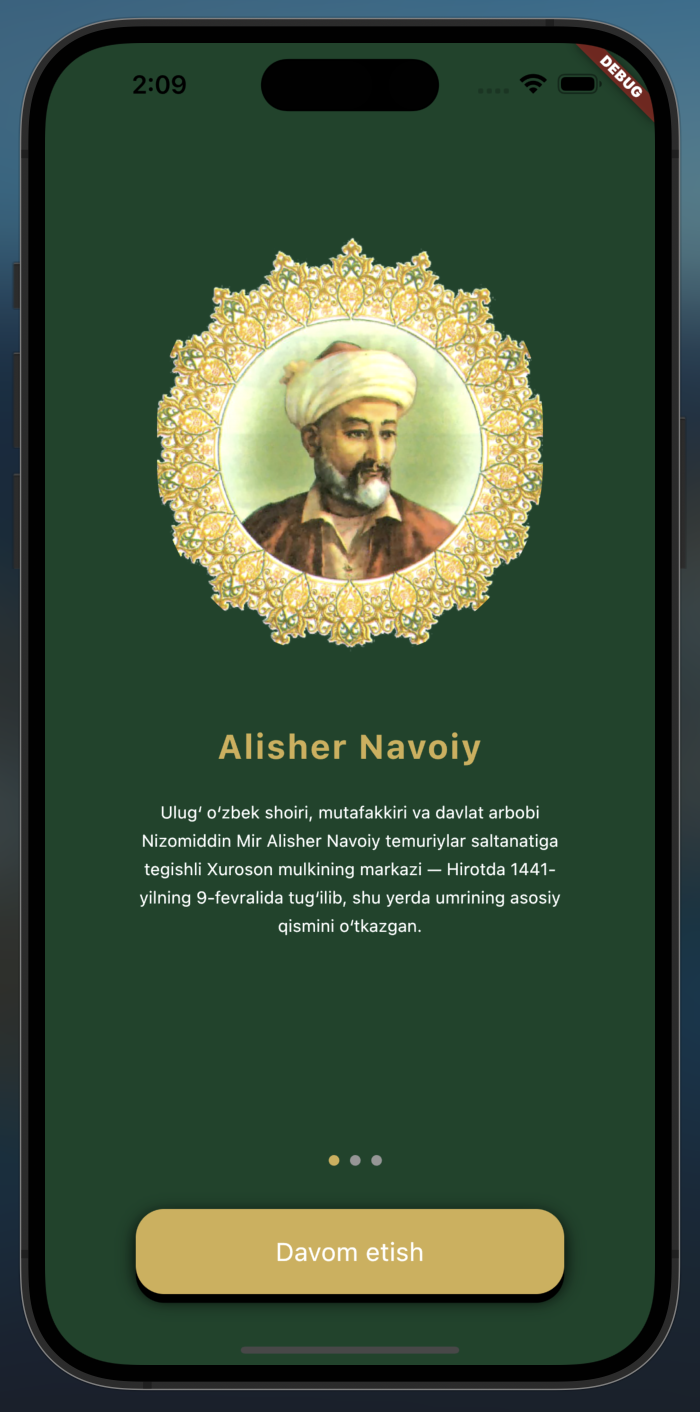 2:09
DEBUG
Alisher Navoiy
Ulugʻ oʻzbek shoiri, mutafakkiri va davlat arbobi
Nizomiddin Mir Alisher Navoiy temuriylar saltanatiga
tegishli Xuroson mulkining markazi — Hirotda 1441-
yilning 9-fevralida tugʻilib, shu yerda umrining asosiy
qismini oʻtkazgan.
Davom etish